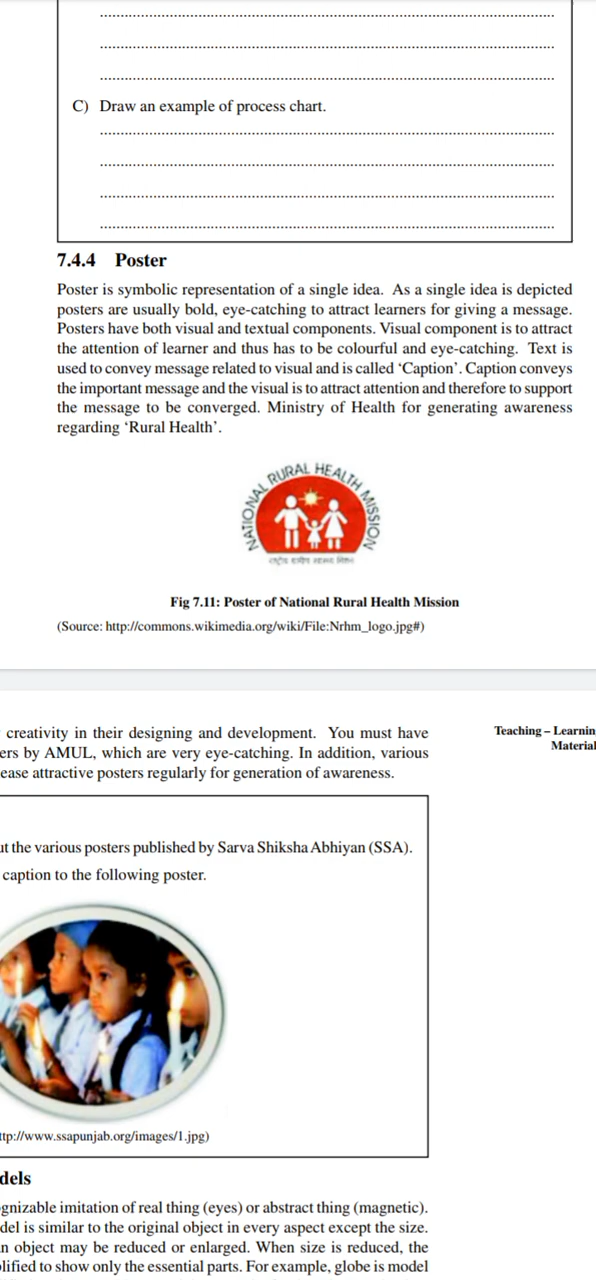 C) Draw an example of process chart.
7.4.4 Poster
Poster is symbolic representation of a single idea. As a single idea is depicted
posters are usually bold, eye-catching to attract learners for giving a message.
Posters have both visual and textual components. Visual component is to attract
the attention of learner and thus has to be colourful and eye-catching. Text is
used to convey message related to visual and is called ‘Caption’. Caption conveys
the important message and the visual is to attract attention and therefore to support
the message to be converged. Ministry of Health for generating awareness
regarding ‘Rural Health’.
NATIONAL RURAL HEALTH MISSION
Fig 7.11: Poster of National Rural Health Mission
(Source: http://commons.wikimedia.org/wiki/File:Nrhm_logo.jpg#)
creativity in their designing and development. You must have
ers by AMUL, which are very eye-catching. In addition, various
ease attractive posters regularly for generation of awareness.
Teaching – Learnin
Material
ut the various posters published by Sarva Shiksha Abhiyan (SSA).
caption to the following poster.
ttp://www.ssapunjab.org/images/1.jpg)
dels
gnizable imitation of real thing (eyes) or abstract thing (magnetic).
del is similar to the original object in every aspect except the size.
n object may be reduced or enlarged. When size is reduced, the
lified to show only the essential parts. For example, globe is model